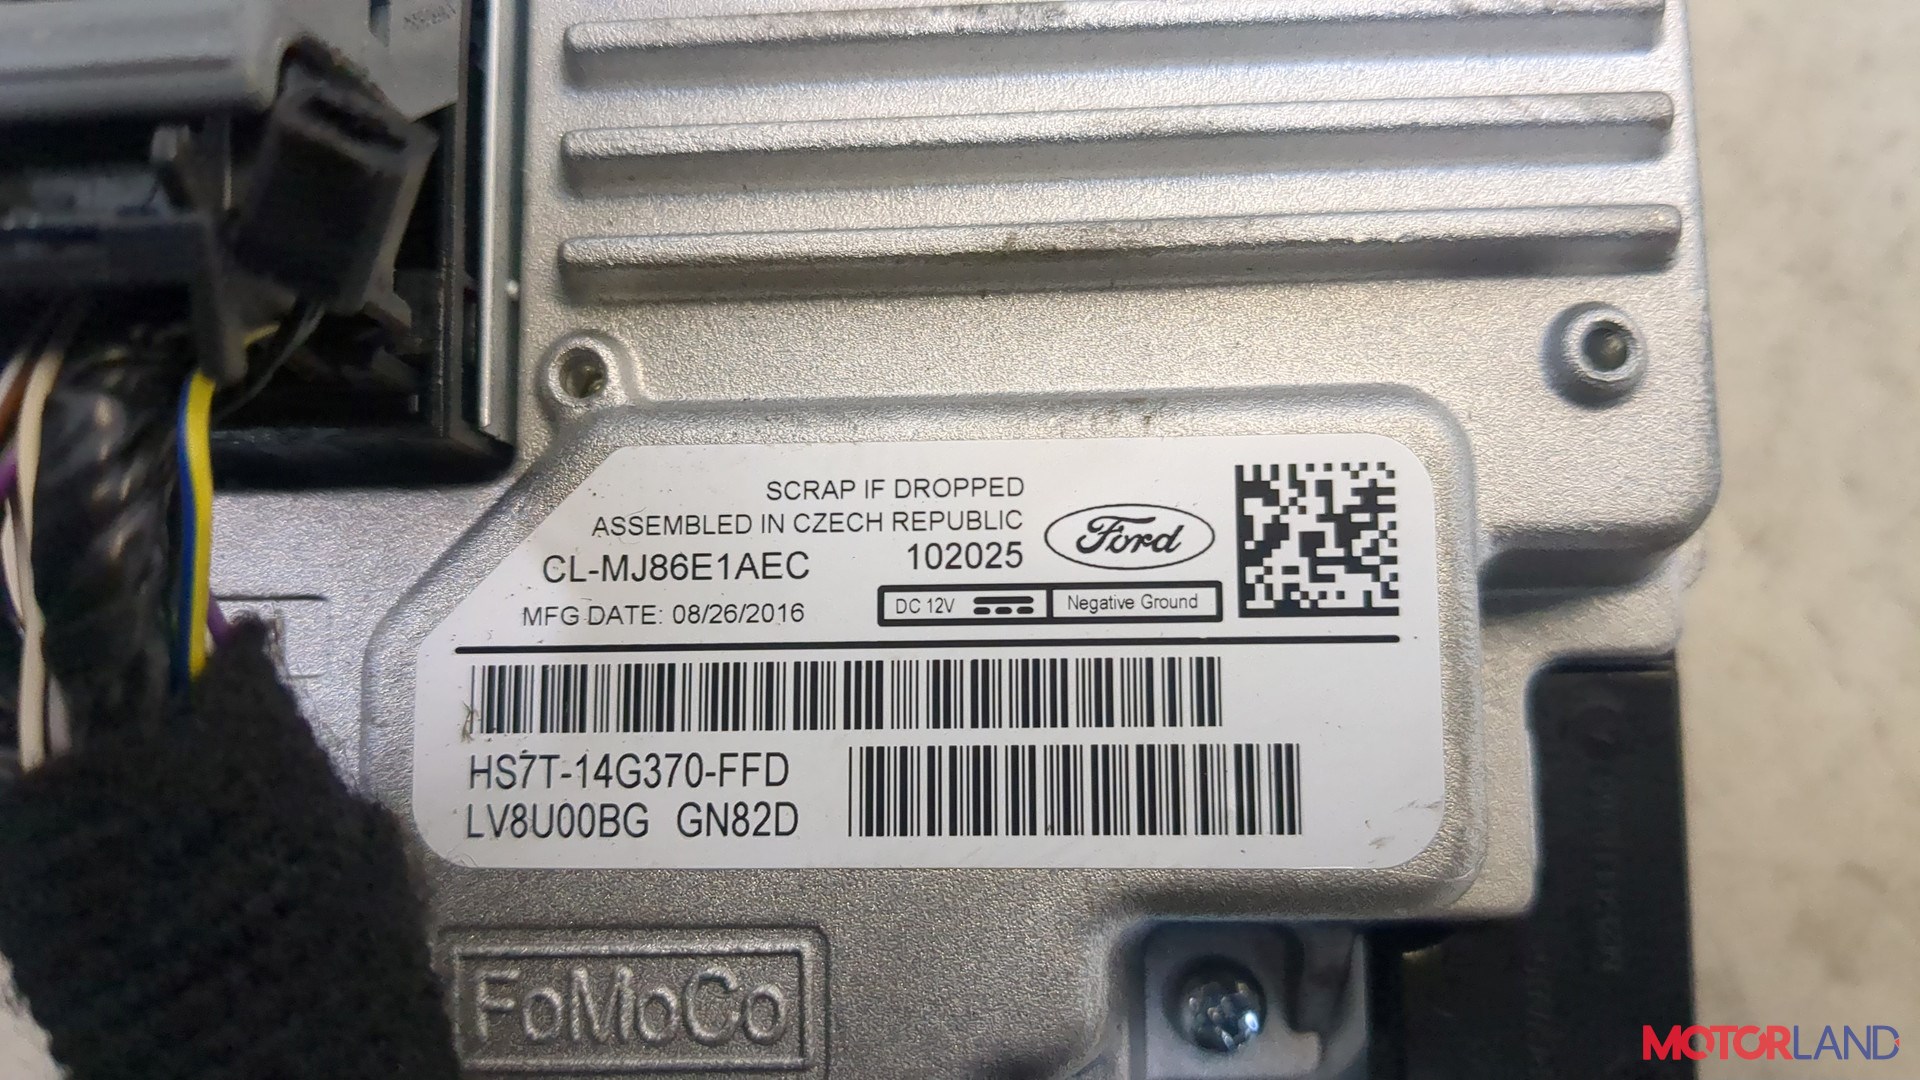 SCRAP IF DROPPED
ASSEMBLED IN CZECH REPUBLIC
CL-MJ86E1AEC 102025
Ford
MFG DATE: 08/26/2016
DC 12V Negative Ground
HS7T-14G370-FFD
LV8U00BG GN82D
FoMoCo
MOTORLAND